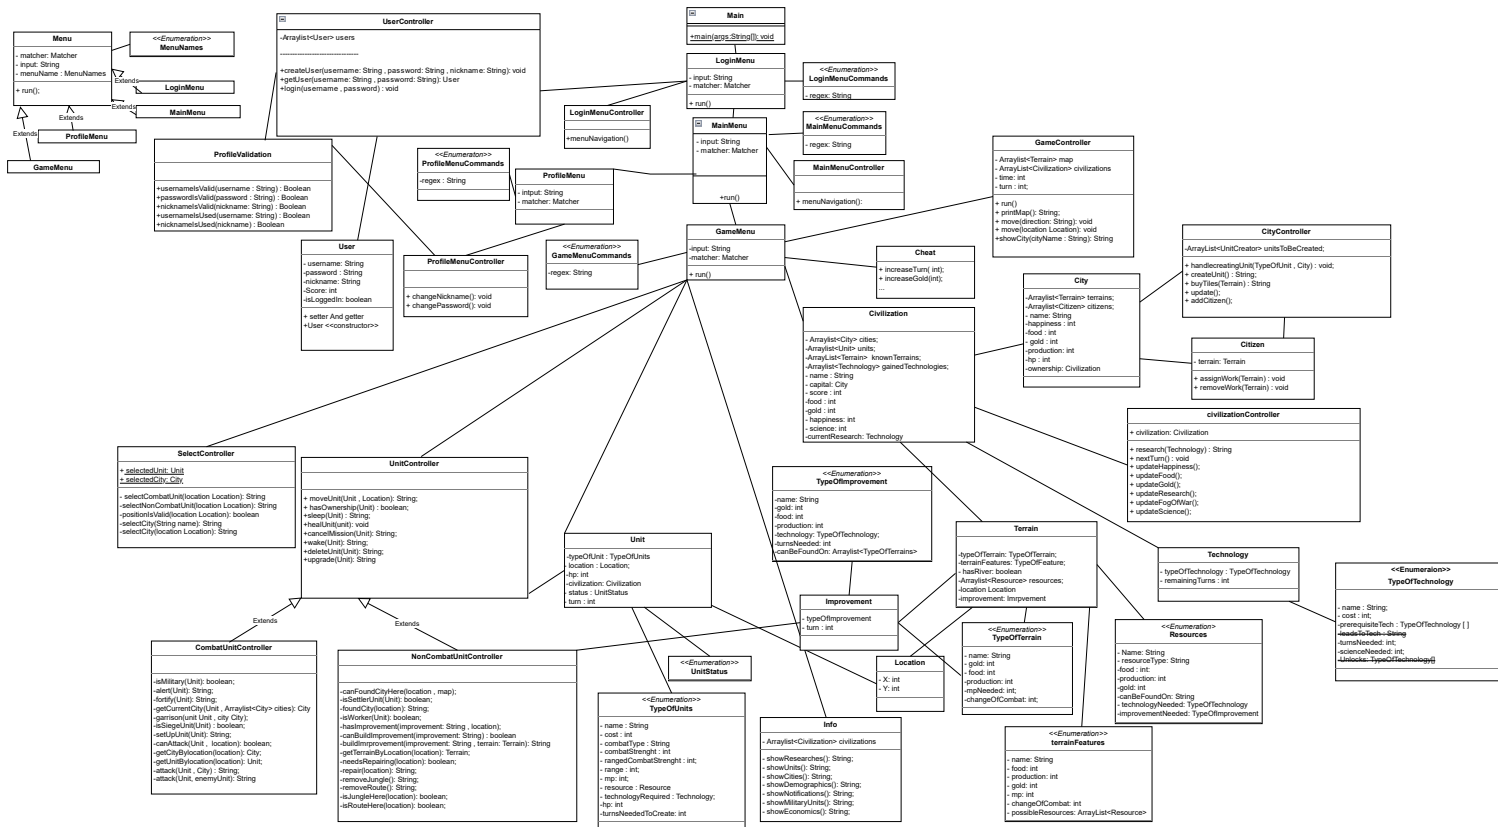 Menu
- matcher: Matcher
- input: String
- menuName : MenuNames
+ run();
<<Enumeration>>
MenuNames
Extends
LoginMenu
Extends
MainMenu
Extends
ProfileMenu
Extends
GameMenu
UserController
-Arraylist<User> users
--------------------------------
+createUser(username: String , password: String , nickname: String): void
+getUser(username: String , password: String): User
+login(username , password) : void
Main
+main(args:String[]): void
LoginMenu
- input: String
- matcher: Matcher
+ run()
<<Enumeration>>
LoginMenuCommands
- regex: String
LoginMenuController
+menuNavigation()
MainMenu
- input: String
- matcher: Matcher
+run()
<<Enumeration>>
MainMenuCommands
- regex: String
MainMenuController
+ menuNavigation():
ProfileValidation
+usernameIsValid(username : String) : Boolean
+passwordIsValid(password : String) : Boolean
+nicknameIsValid(nickname: String) : Boolean
+usernameIsUsed(username: String) : Boolean
+nicknameIsUsed(nickname) : Boolean
<<Enumeraton>>
ProfileMenuCommands
-regex : String
ProfileMenu
- intput: String
- matcher: Matcher
GameController
- Arraylist<Terrain> map
- ArrayList<Civilization> civilizations
- time: int
- turn : int;
+ run()
+ printMap(): String;
+ move(direction: String): void
+ move(location Location): void
+showCity(cityName : String): String
User
- username: String
-password : String
- nickname: String
-Score: int
-isLoggedIn: boolean
+ setter And getter
+User <<constructor>>
ProfileMenuController
+ changeNickname(): void
+ changePassword(): void
<<Enumeration>>
GameMenuCommands
-regex: String
GameMenu
-input: String
-matcher: Matcher
+ run()
Cheat
+ increaseTurn( int);
+ increaseGold(int);
...
CityController
-ArrayList<UnitCreator> unitsToBeCreated;
+ handlecreatingUnit(TypeOfUnit , City) : void;
+ createUnit() : String;
+ buyTiles(Terrain) : String
+ update();
+ addCitizen();
City
-Arraylist<Terrain> terrains;
-Arraylist<Citizen> citizens;
- name: String
-happiness : int
-food : int
- gold : int
-production: int
-hp : int
-ownership: Civilization
Citizen
- terrain: Terrain
+ assignWork(Terrain) : void
+ removeWork(Terrain) : void
Civilization
- Arraylist<City> cities;
-Arraylist<Unit> units;
-ArrayList<Terrain> knownTerrains;
-Arraylist<Technology> gainedTechnologies;
- name : String
- capital: City
- score : int
-food : int
-gold : int
- happiness: int
- science: int
-currentResearch: Technology
civilizationController
+ civilization: Civilization
+ research(Technology) : String
+ nextTurn() : void
+ updateHappiness();
+ updateFood();
+ updateGold();
+ updateResearch();
+ updateFogOfWar();
+ updateScience();
SelectController
+ selectedUnit: Unit
+ selectedCity: City
- selectCombatUnit(location Location): String
-selectNonCombatUnit(location Location): String
-positionIsValid(location Location): boolean
-selectCity(String name): String
-selectCity(location Location): String
UnitController
+ moveUnit(Unit , Location): String;
+ hasOwnership(Unit) : boolean;
+sleep(Unit) : String;
+healUnit(unit): void
+cancelMission(Unit): String;
+wake(Unit): String;
+deleteUnit(Unit): String;
+upgrade(Unit): String
Extends
Extends
Unit
-typeOfUnit : TypeOfUnits
- location : Location;
-hp: int
-civilization: Civilization
- status : UnitStatus
- turn : int
<<Enumeration>>
TypeOfImprovement
-name: String
-gold: int
-food: int
-production: int
-technology: TypeOfTechnology;
-turnsNeeded: int
-canBeFoundOn: Arraylist<TypeOfTerrains>
Terrain
-typeOfTerrain: TypeOfTerrain;
-terrainFeatures: TypeOfFeature;
- hasRiver: boolean
-Arraylist<Resource> resources;
-location Location
-improvement: Imrpvement
Technology
- typeOfTechnology : TypeOfTechnology
- remainingTurns : int
<<Enumeraion>>
TypeOfTechnology
- name : String;
- cost : int;
-prerequisiteTech : TypeOfTechnology [ ]
-leadsToTech : String
-turnsNeeded: int;
-scienceNeeded: int;
-Unlocks: TypeOfTechnology[]
Improvement
- typeOfImprovement
- turn : int
CombatUnitController
-isMilitary(Unit): boolean;
-alert(Unit): String;
-fortify(Unit): String;
-getCurrentCity(Unit , Arraylist<City> cities): City
-garrison(unit Unit , city City);
-isSiegeUnit(Unit): boolean;
-setUpUnit(Unit): String;
-canAttack(Unit , location): boolean;
-getCityBylocation(location): City;
-getUnitBylocation(location): Unit;
-attack(Unit , City) : String;
-attack(Unit, enemyUnit): String
NonCombatUnitController
-canFoundCityHere(location , map);
-isSettlerUnit(Unit): boolean;
-foundCity(location): String;
-isWorker(Unit): boolean;
-hasImprovement(improvement: String , location);
-canBuildImprovement(improvement: String) : boolean
-buildImrprovement(improvement: String , terrain: Terrain): String
-getTerrainByLocation(location): Terrain;
-needsRepairing(location): boolean;
-repair(location): String;
-removeJungle(): String;
-removeRoute(): String;
-isJungleHere(location): boolean;
-isRouteHere(location): boolean;
<<Enumeration>>
UnitStatus
<<Enumeration>>
TypeOfUnits
- name : String
- cost : int
- combatType : String
- combatStrenght : int;
- rangedCombatStrenght : int;
- range : int;
- mp: int;
- resource : Resource
- technologyRequired : Technology;
-hp: int
-turnsNeededToCreate: int
Location
- X: int
- Y: int
<<Enumeration>>
TypeOfTerrain
- name: String;
- gold: int
- food: int
-production: int
-mpNeeded: int;
-changeOfCombat: int;
<<Enumeration>
Resources
- Name: String
- resourceType: String
-food : int:
-production: int
-gold: int
-canBeFoundOn: String
- technologyNeeded: TypeOfTechnology
-improvementNeeded: TypeOfImprovement
Info
- Arraylist<Civilization> civilizations
- showResearches(): String;
- showUnits(): String;
- showCities(): String;
-showDemographics(): String;
- showNotifications(): String;
-showMilitaryUnits(): String;
- showEconomics(): String;
<<enumeration>>
terrainFeatures
- name: String
- food: int
- production: int
- gold: int
- mp: int
- changeOfCombat: int
- possibleResources: ArrayList<Resource>